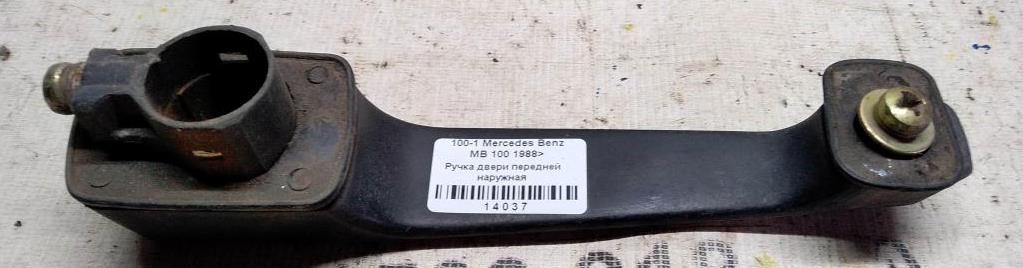 100-1 Mercedes Benz
MB 100 1988>
Ручка двери передней
наружная
14037